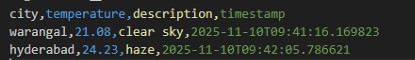 city,temperature,description,timestamp
warangal,21.08,clear sky,2025-11-10T09:41:16.169823
hyderabad,24.23,haze,2025-11-10T09:42:05.786621